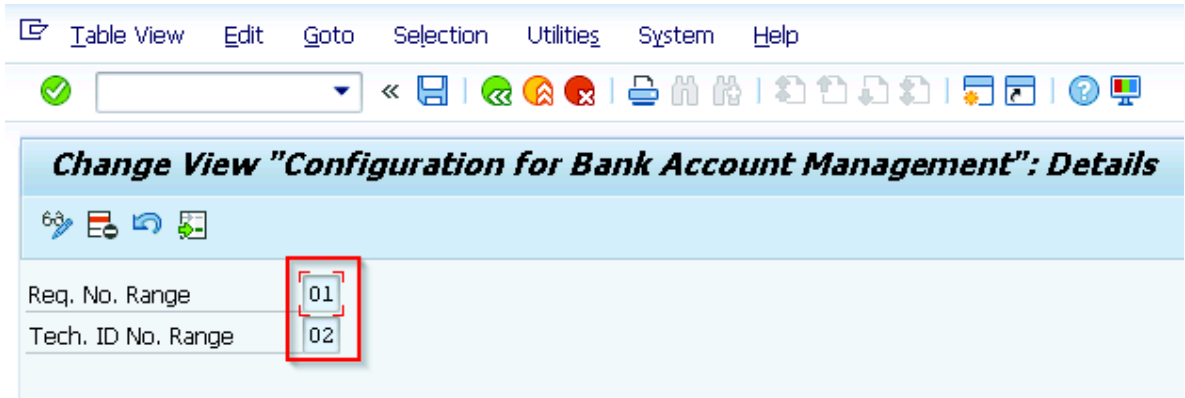 Table View Edit Goto Selection Utilities System Help
Change View "Configuration for Bank Account Management": Details
Req. No. Range 01
Tech. ID No. Range 02